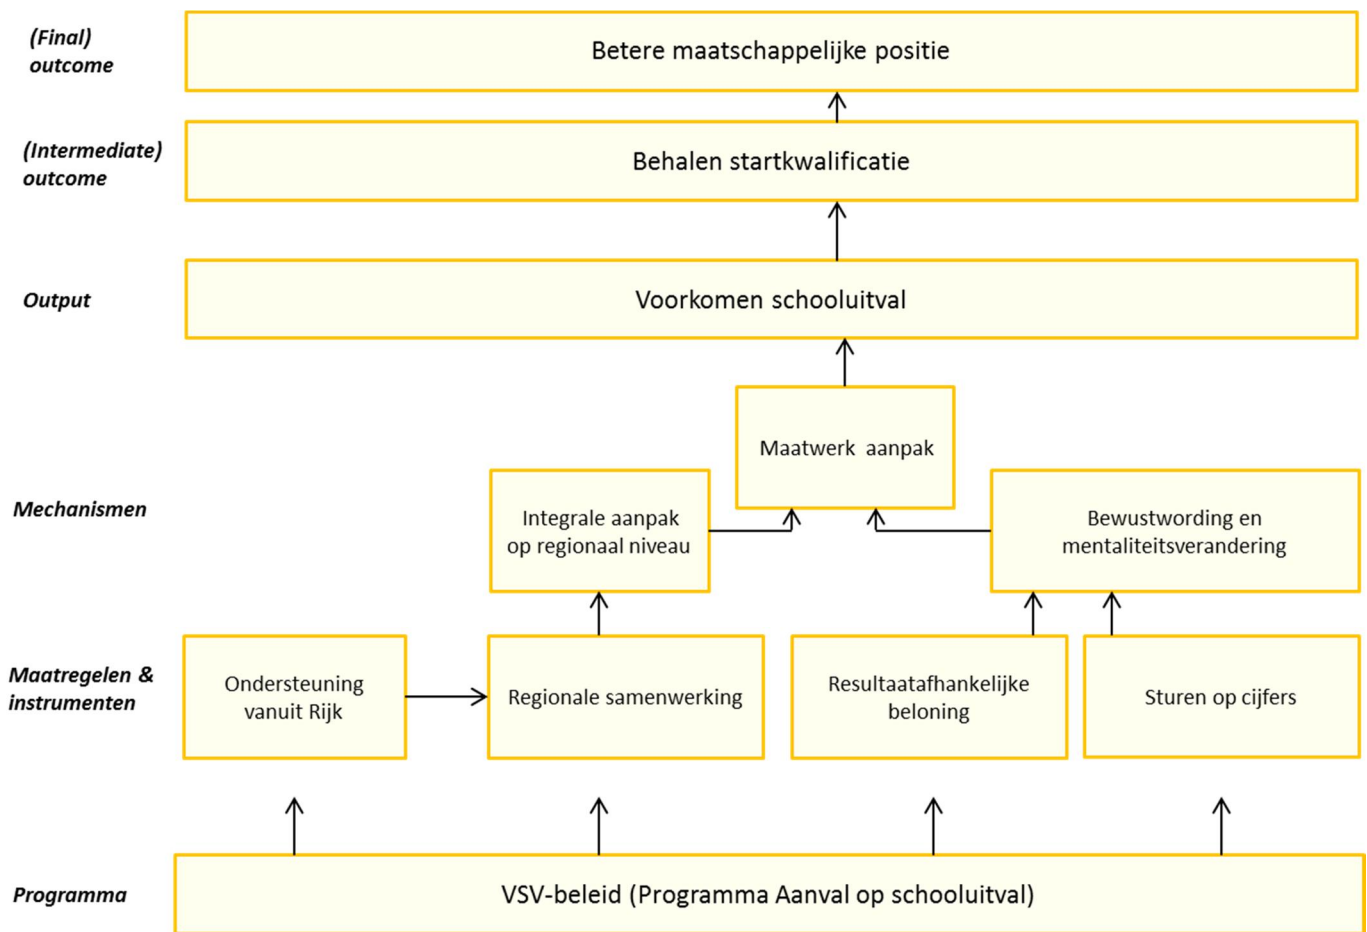 (Final)
outcome
Betere maatschappelijke positie
(Intermediate)
outcome
Behalen startkwalificatie
Output
Voorkomen schooluitval
Mechanismen
Maatwerk aanpak
Integrale aanpak
op regionaal niveau
Bewustwording en
mentaliteitsverandering
Maatregelen &
instrumenten
Ondersteuning
vanuit Rijk
Regionale samenwerking
Resultaatafhankelijke
beloning
Sturen op cijfers
Programma
VSV-beleid (Programma Aanval op schooluitval)